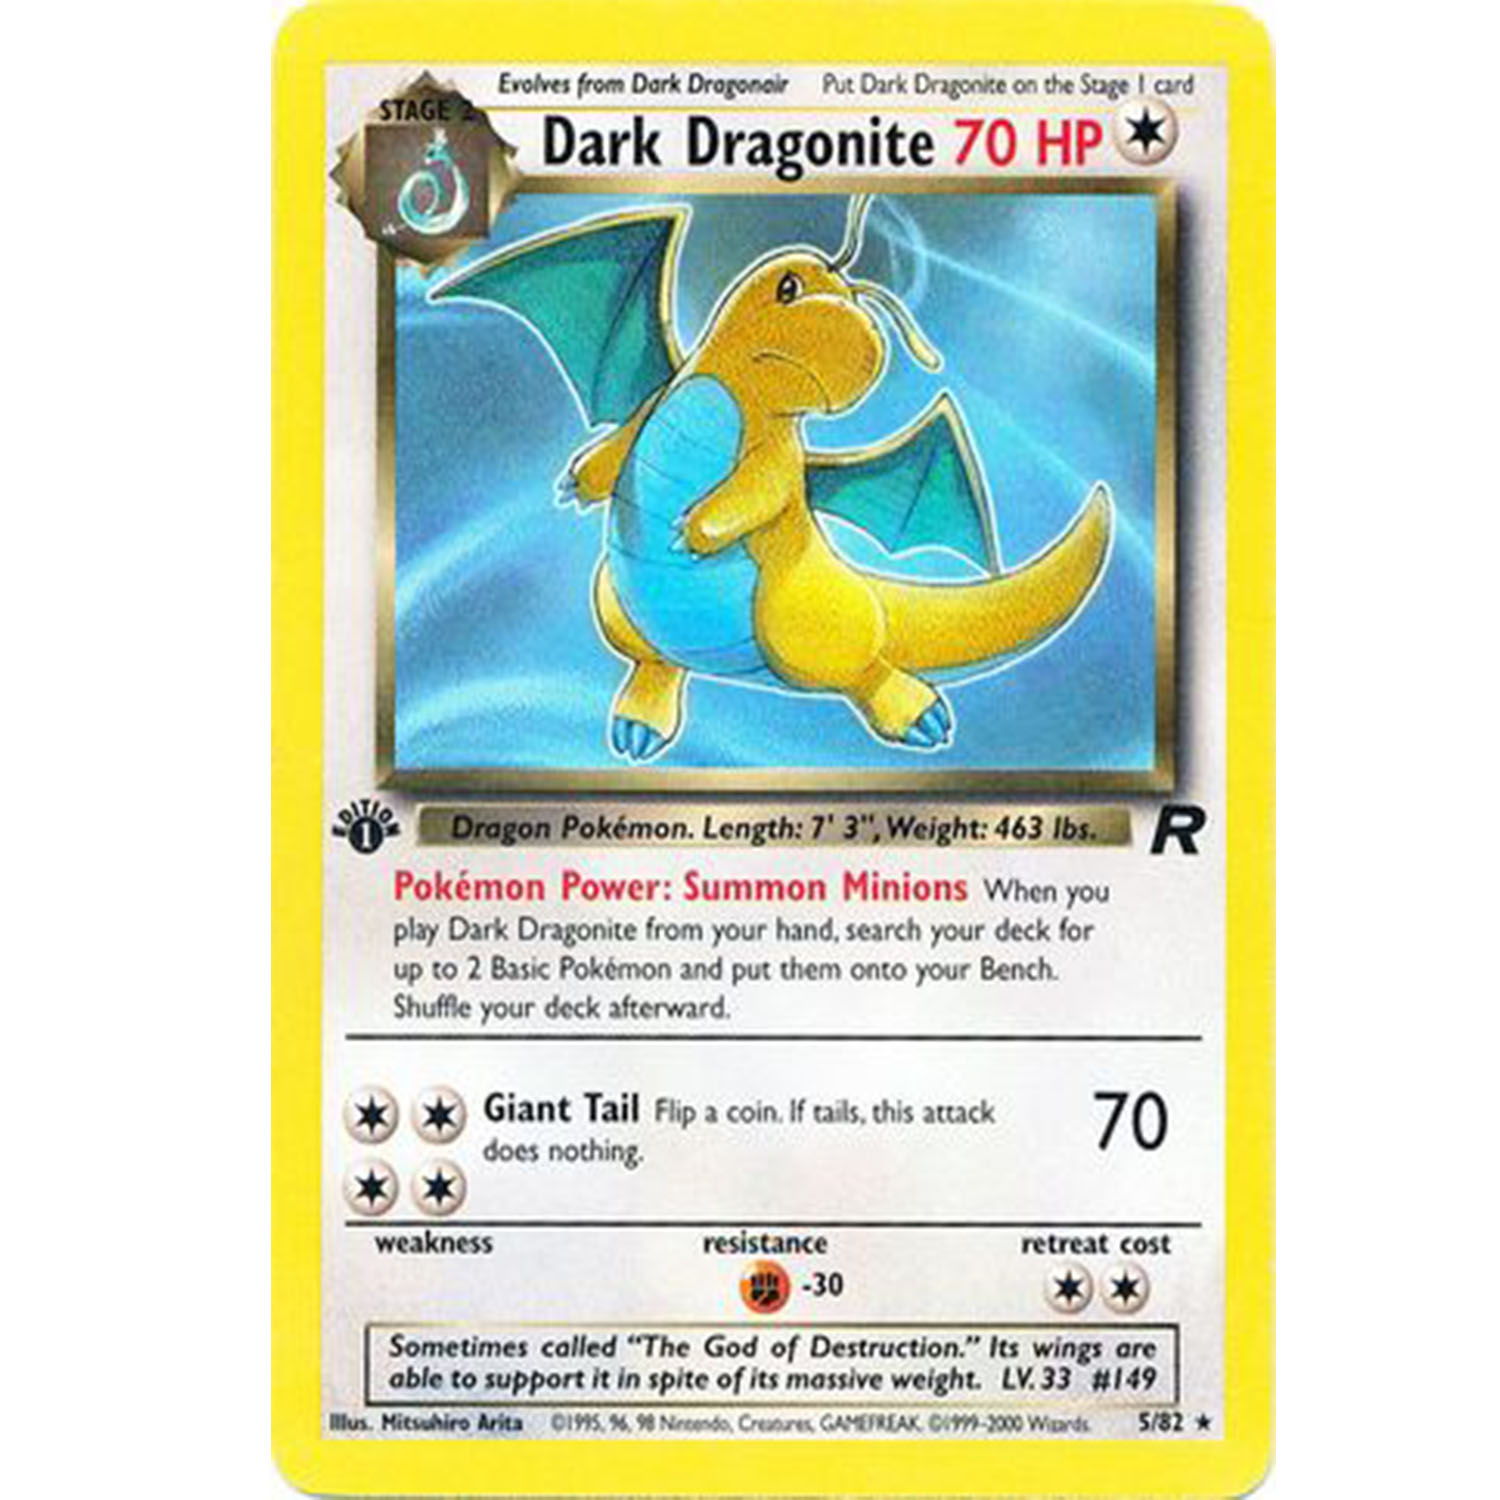 Evolves from Dark Dragonair Put Dark Dragonite on the Stage 1 card
STAGE 2
Dark Dragonite 70 HP
EDITION
1
Dragon Pokémon. Length: 7' 3", Weight: 463 lbs.
R
Pokémon Power: Summon Minions When you
play Dark Dragonite from your hand, search your deck for
up to 2 Basic Pokémon and put them onto your Bench.
Shuffle your deck afterward.
Giant Tail Flip a coin. If tails, this attack
does nothing.
70
weakness resistance retreat cost
-30
Sometimes called “The God of Destruction.” Its wings are
able to support it in spite of its massive weight. LV. 33 #149
Illus. Mitsuhiro Arita ©1995, 96, 98 Nintendo, Creatures, GAMEFREAK. ©1999-2000 Wizards. 5/82 ★